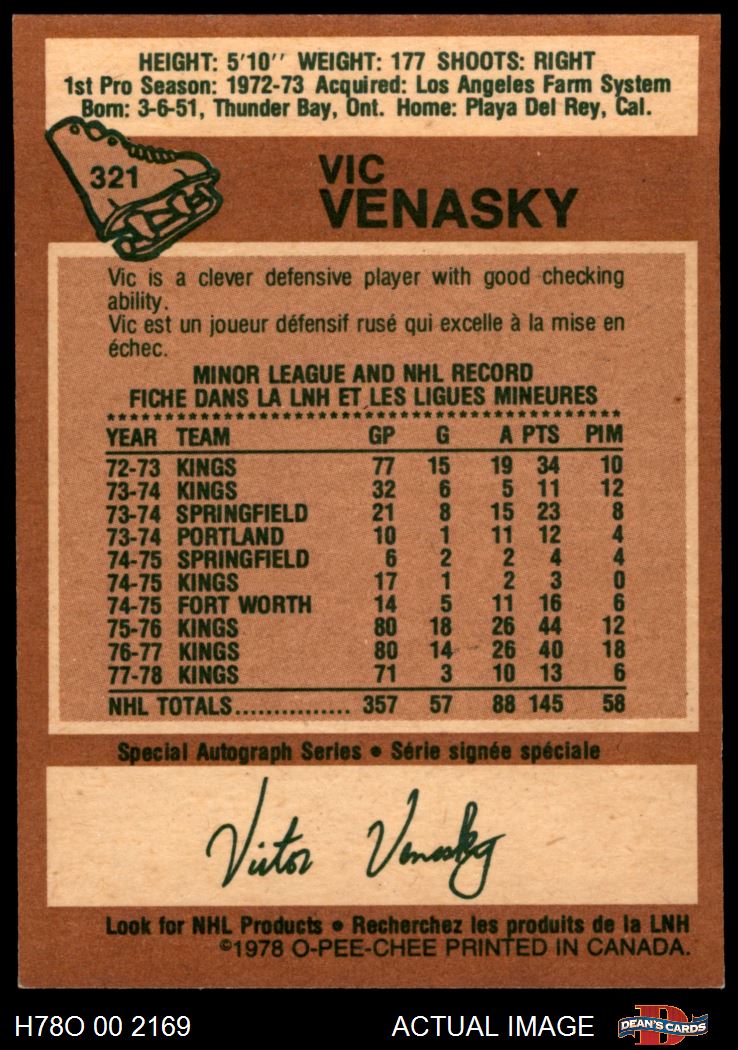 HEIGHT: 5'10'' WEIGHT: 177 SHOOTS: RIGHT
1st Pro Season: 1972-73 Acquired: Los Angeles Farm System
Born: 3-6-51, Thunder Bay, Ont. Home: Playa Del Rey, Cal.
321
VIC
VENASKY
Vic is a clever defensive player with good checking
ability.
Vic est un joueur défensif rusé qui excelle à la mise en
échec.
MINOR LEAGUE AND NHL RECORD
FICHE DANS LA LNH ET LES LIGUES MINEURES
YEAR TEAM GP G A PTS PIM
72-73 KINGS 77 15 19 34 10
73-74 KINGS 32 6 5 11 12
73-74 SPRINGFIELD 21 8 15 23 8
73-74 PORTLAND 10 1 11 12 4
74-75 SPRINGFIELD 6 2 2 4 4
74-75 KINGS 17 1 2 3 0
74-75 FORT WORTH 14 5 11 16 6
75-76 KINGS 80 18 26 44 12
76-77 KINGS 80 14 26 40 18
77-78 KINGS 71 3 10 13 6
NHL TOTALS............... 357 57 88 145 58
Special Autograph Series • Série signée spéciale
Victor Venasky
Look for NHL Products • Recherchez les produits de la LNH
©1978 O-PEE-CHEE PRINTED IN CANADA.
H78O 00 2169 ACTUAL IMAGE D DEAN'S CARDS